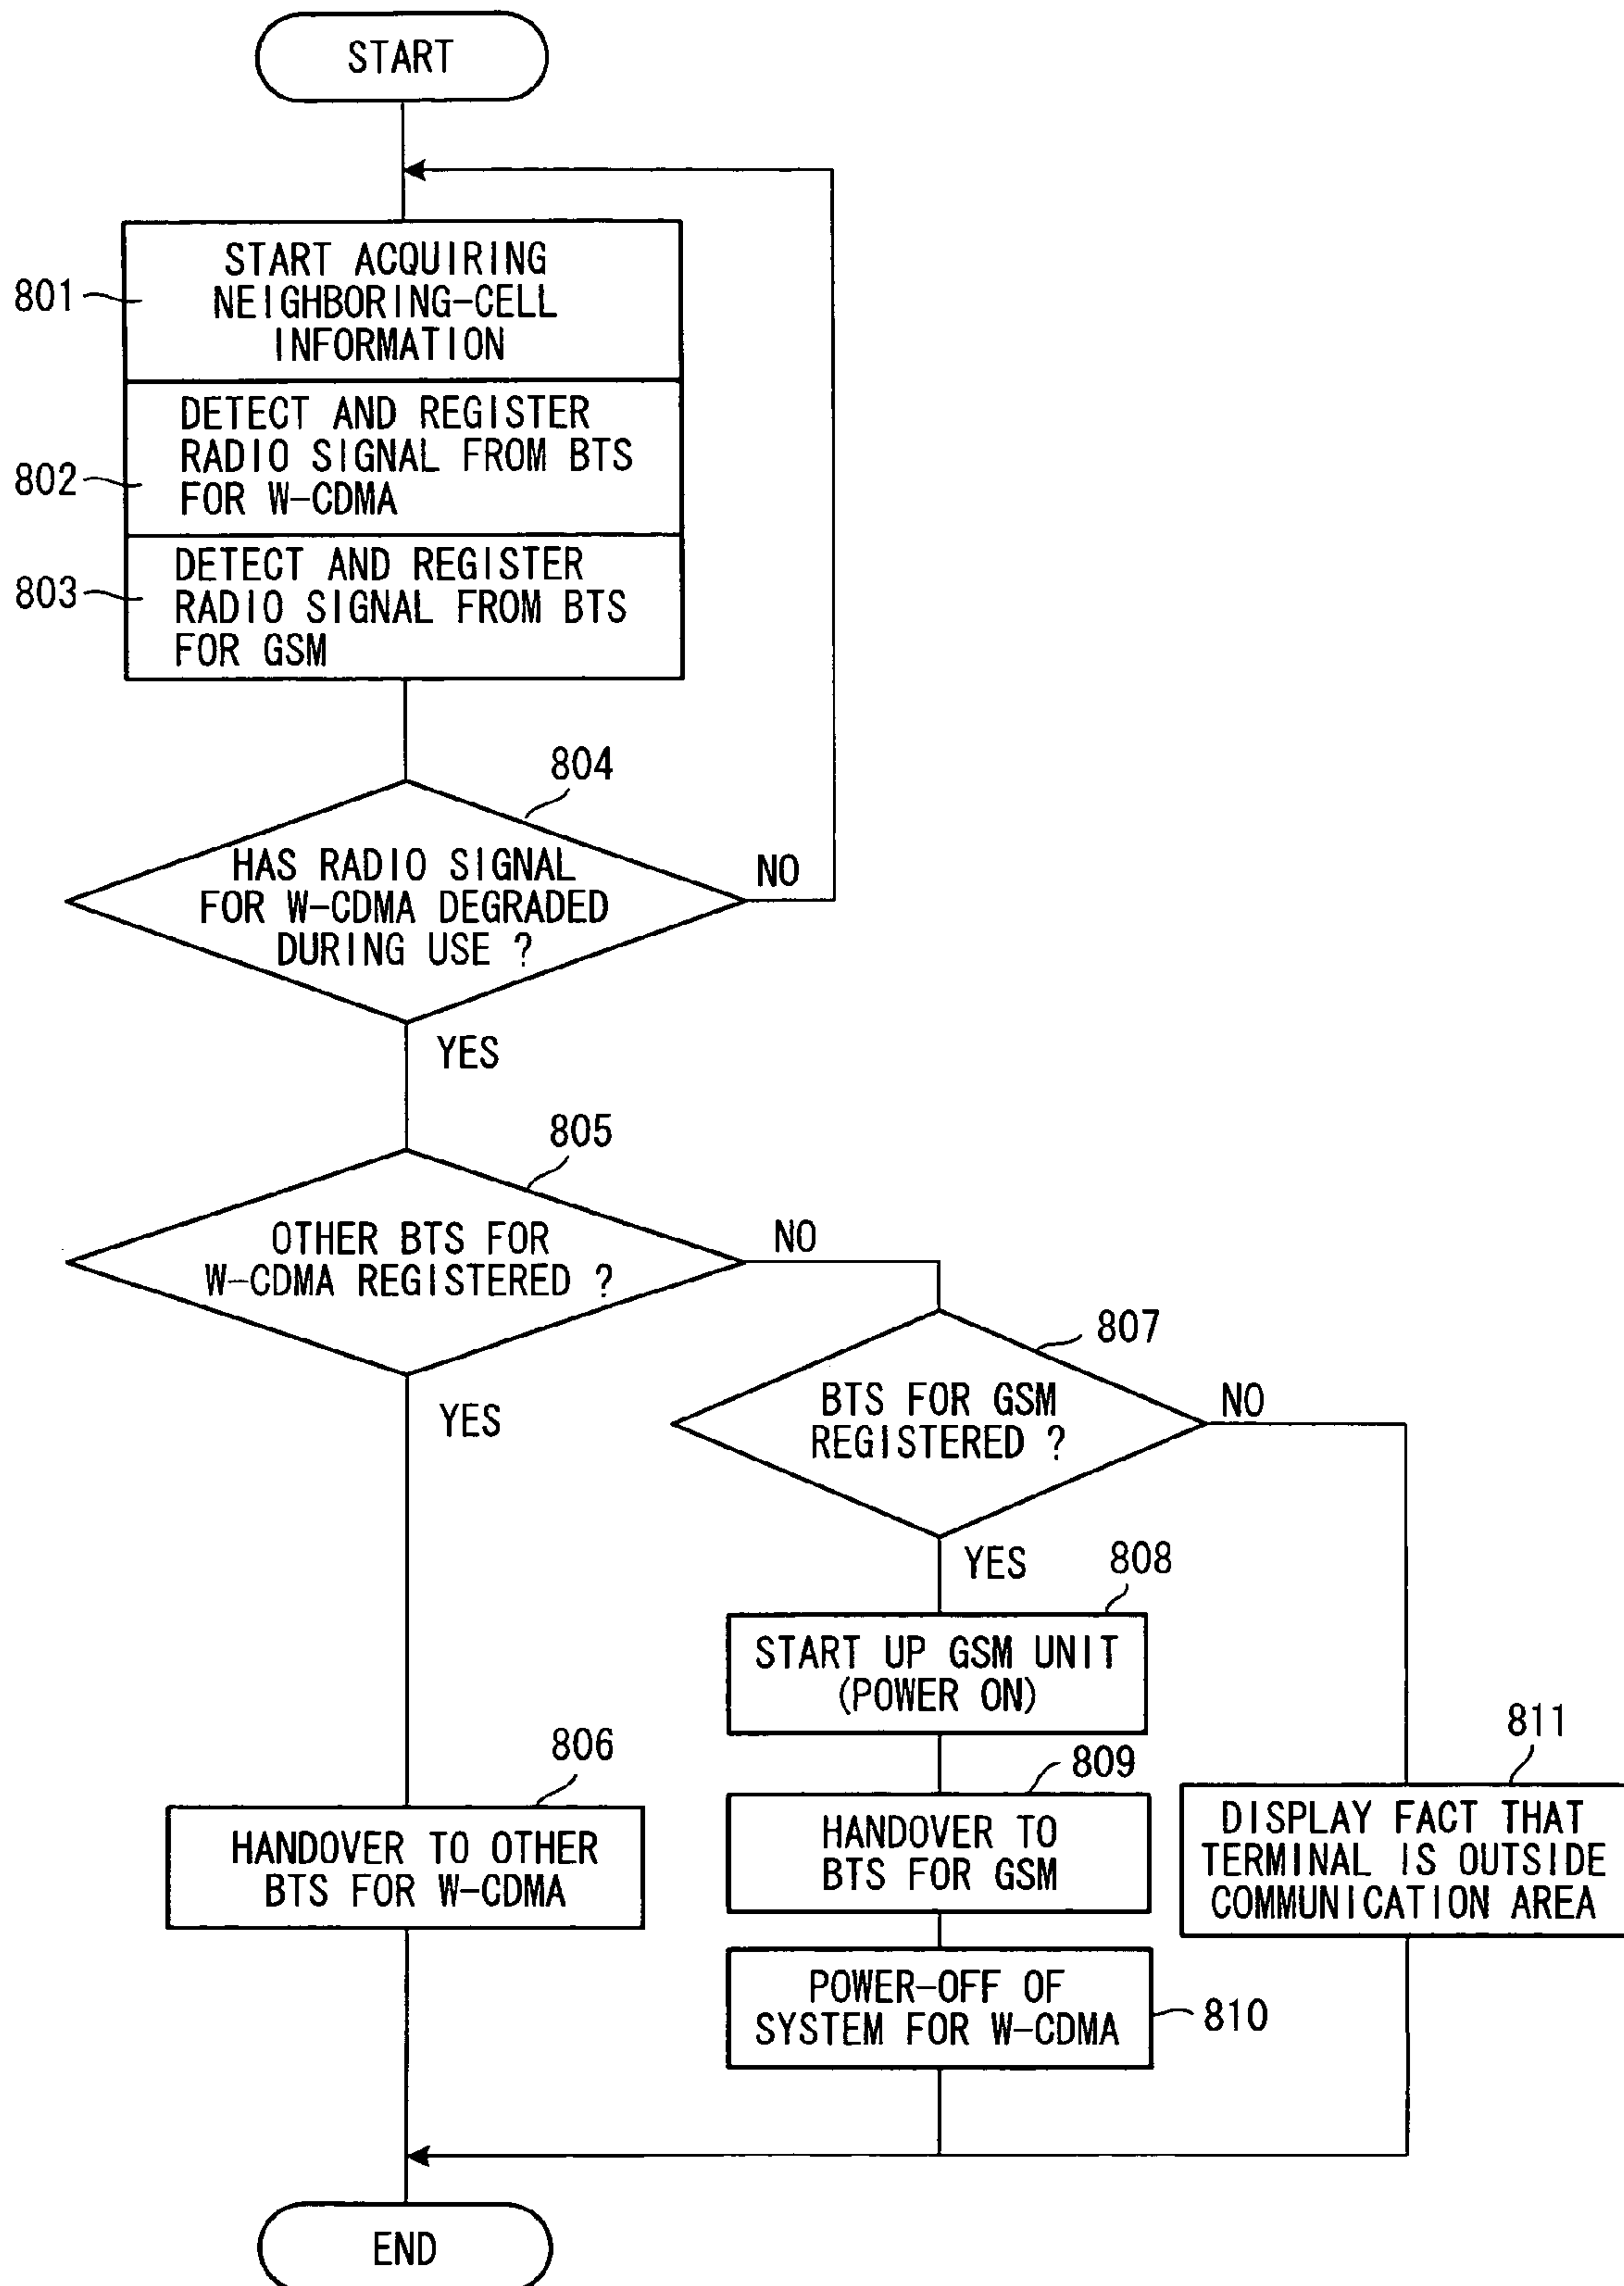 START
801
START ACQUIRING
NEIGHBORING-CELL
INFORMATION
802
DETECT AND REGISTER
RADIO SIGNAL FROM BTS
FOR W-CDMA
803
DETECT AND REGISTER
RADIO SIGNAL FROM BTS
FOR GSM
804
HAS RADIO SIGNAL
FOR W-CDMA DEGRADED
DURING USE ?
NO
YES
805
OTHER BTS FOR
W-CDMA REGISTERED ?
NO
YES
807
BTS FOR GSM
REGISTERED ?
NO
YES
808
START UP GSM UNIT
(POWER ON)
806
HANDOVER TO OTHER
BTS FOR W-CDMA
809
HANDOVER TO
BTS FOR GSM
811
DISPLAY FACT THAT
TERMINAL IS OUTSIDE
COMMUNICATION AREA
POWER-OFF OF
SYSTEM FOR W-CDMA
810
END